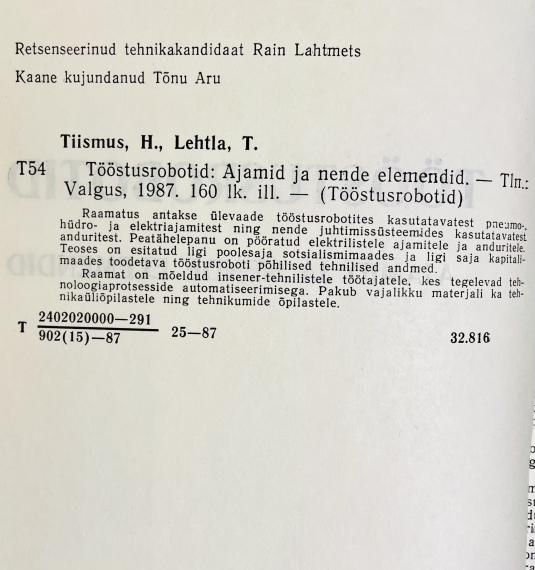 Retsenseerinud tehnikakandidaat Rain Lahtmets
Kaane kujundanud Tõnu Aru
Tiismus, H., Lehtla, T.
T54 Tööstusrobotid: Ajamid ja nende elemendid. — Tln.:
Valgus, 1987. 160 lk. ill. — (Tööstusrobotid)
Raamatus antakse ülevaade tööstusrobotites kasutatavatest pneumo-,
hüdro- ja elektriajamitest ning nende juhtimissüsteemides kasutatavatest
anduritest. Peatähelepanu on pööratud elektrilistele ajamitele ja anduritele.
Teoses on esitatud ligi poolesaja sotsialismimaades ja ligi saja kapitali-
maades toodetava tööstusroboti põhilised tehnilised andmed.
Raamat on mõeldud insener-tehnilistele töötajatele, kes tegelevad teh-
noloogiaprotsesside automatiseerimisega. Pakub vajalikku materjali ka teh-
nikaüliõpilastele ning tehnikumide õpilastele.
T 2402020000—291
902(15)—87 25—87 32.816